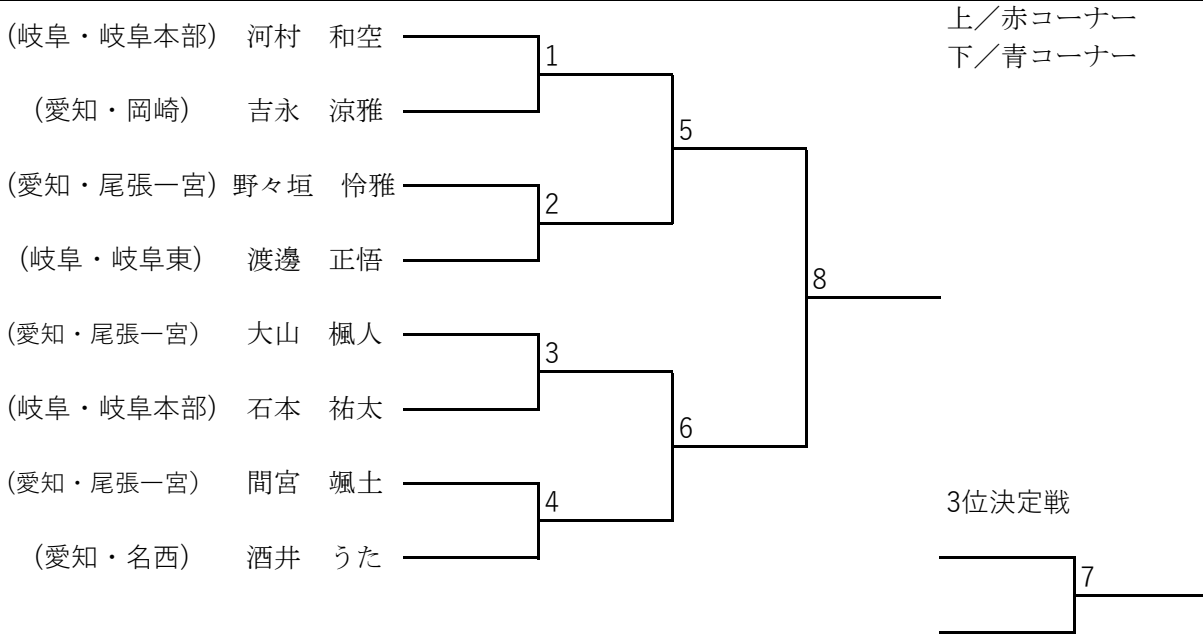 上／赤コーナー
下／青コーナー
(岐阜・岐阜本部) 河村　和空
1
(愛知・岡崎) 吉永　涼雅
5
(愛知・尾張一宮) 野々垣　怜雅
2
(岐阜・岐阜東) 渡邊　正悟
8
(愛知・尾張一宮) 大山　楓人
3
(岐阜・岐阜本部) 石本　祐太
6
(愛知・尾張一宮) 間宮　颯土
4
(愛知・名西) 酒井　うた
3位決定戦
7